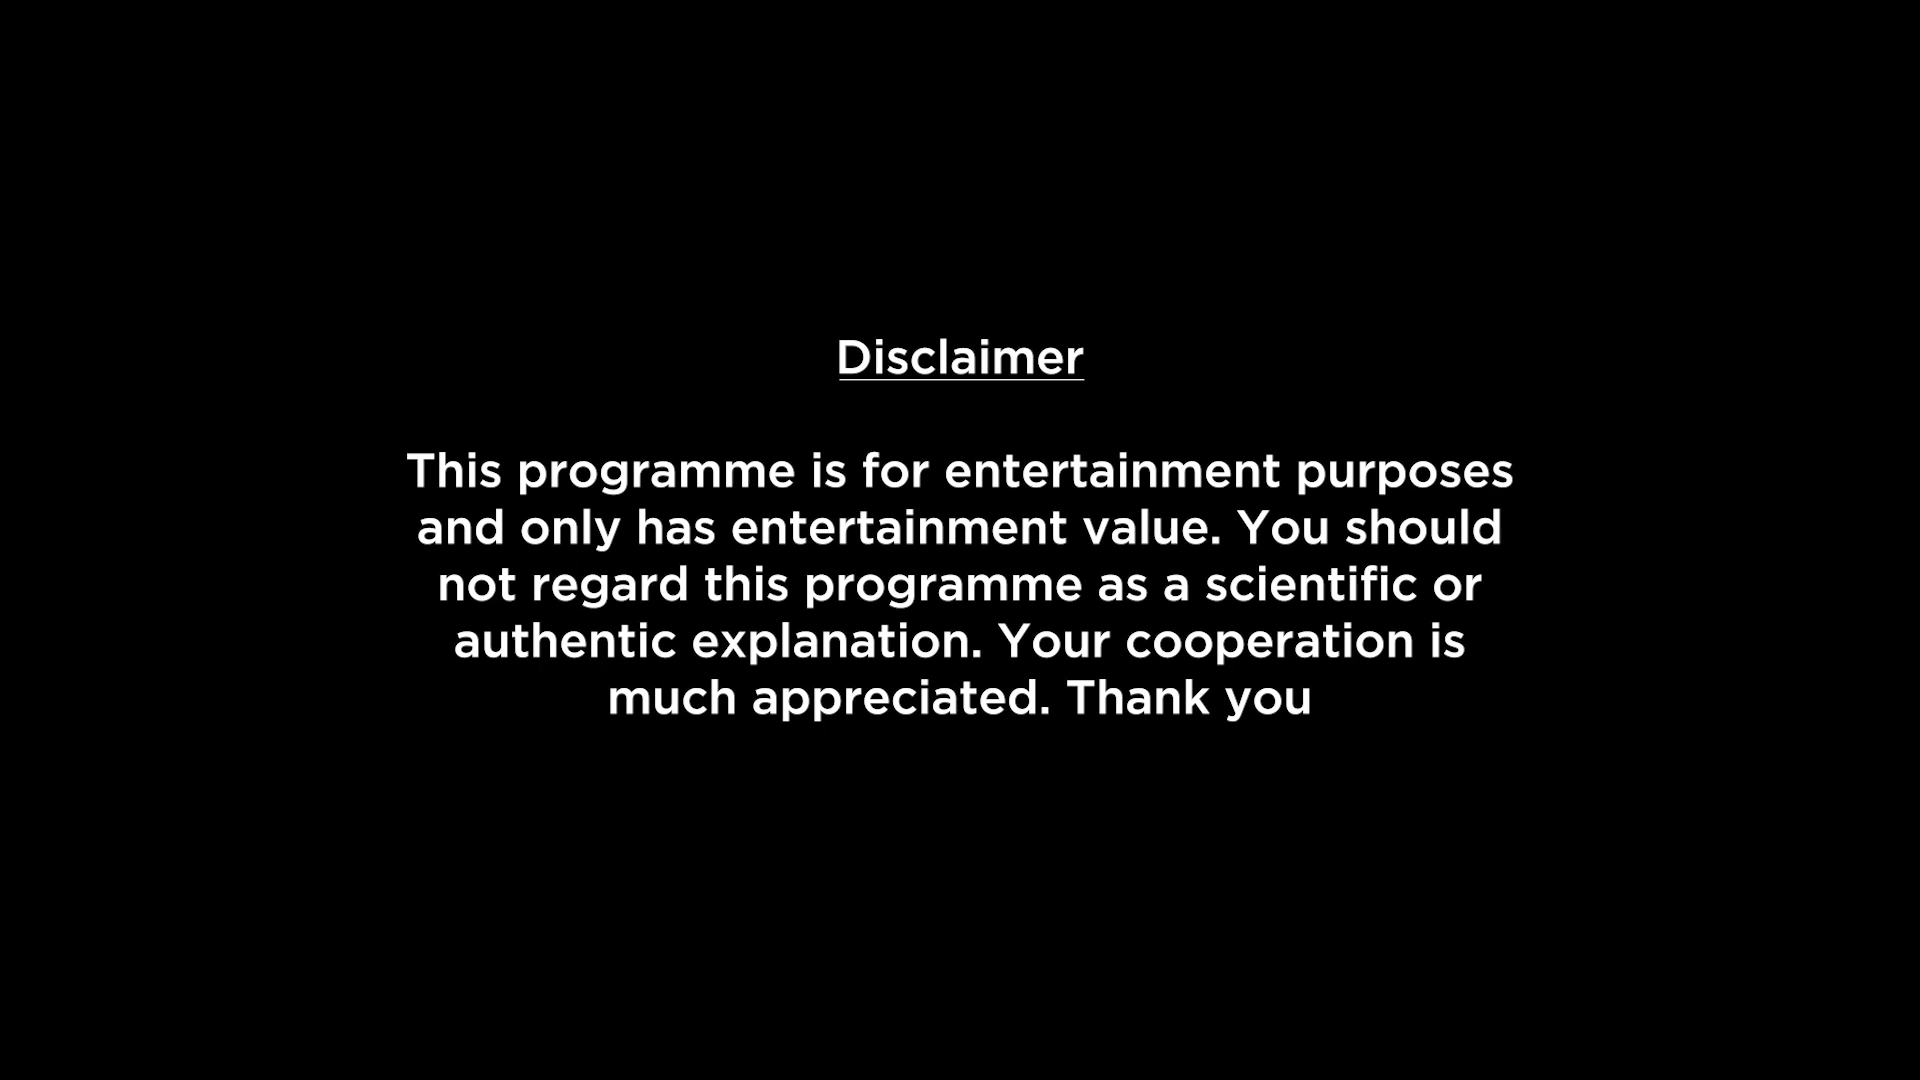 Disclaimer
This programme is for entertainment purposes
and only has entertainment value. You should
not regard this programme as a scientific or
authentic explanation. Your cooperation is
much appreciated. Thank you